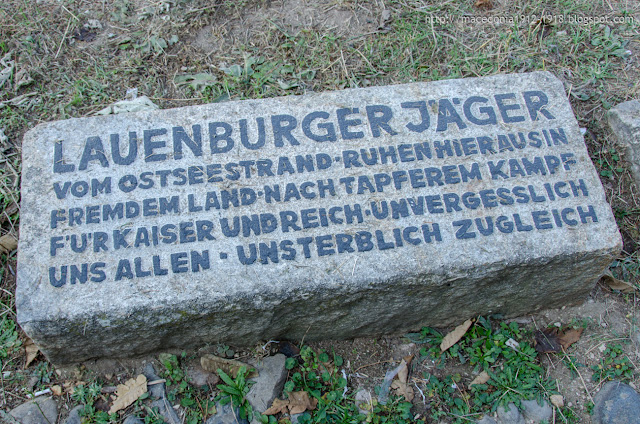 http://macedonia1912-1918.blogspot.com
LAUENBURGER JÄGER
VOM OSTSEESTRAND · RUHEN HIER AUS IN
FREMDEM LAND · NACH TAPFEREM KAMPF
FÜR KAISER UND REICH · UNVERGESSLICH
UNS ALLEN · UNSTERBLICH ZUGLEICH